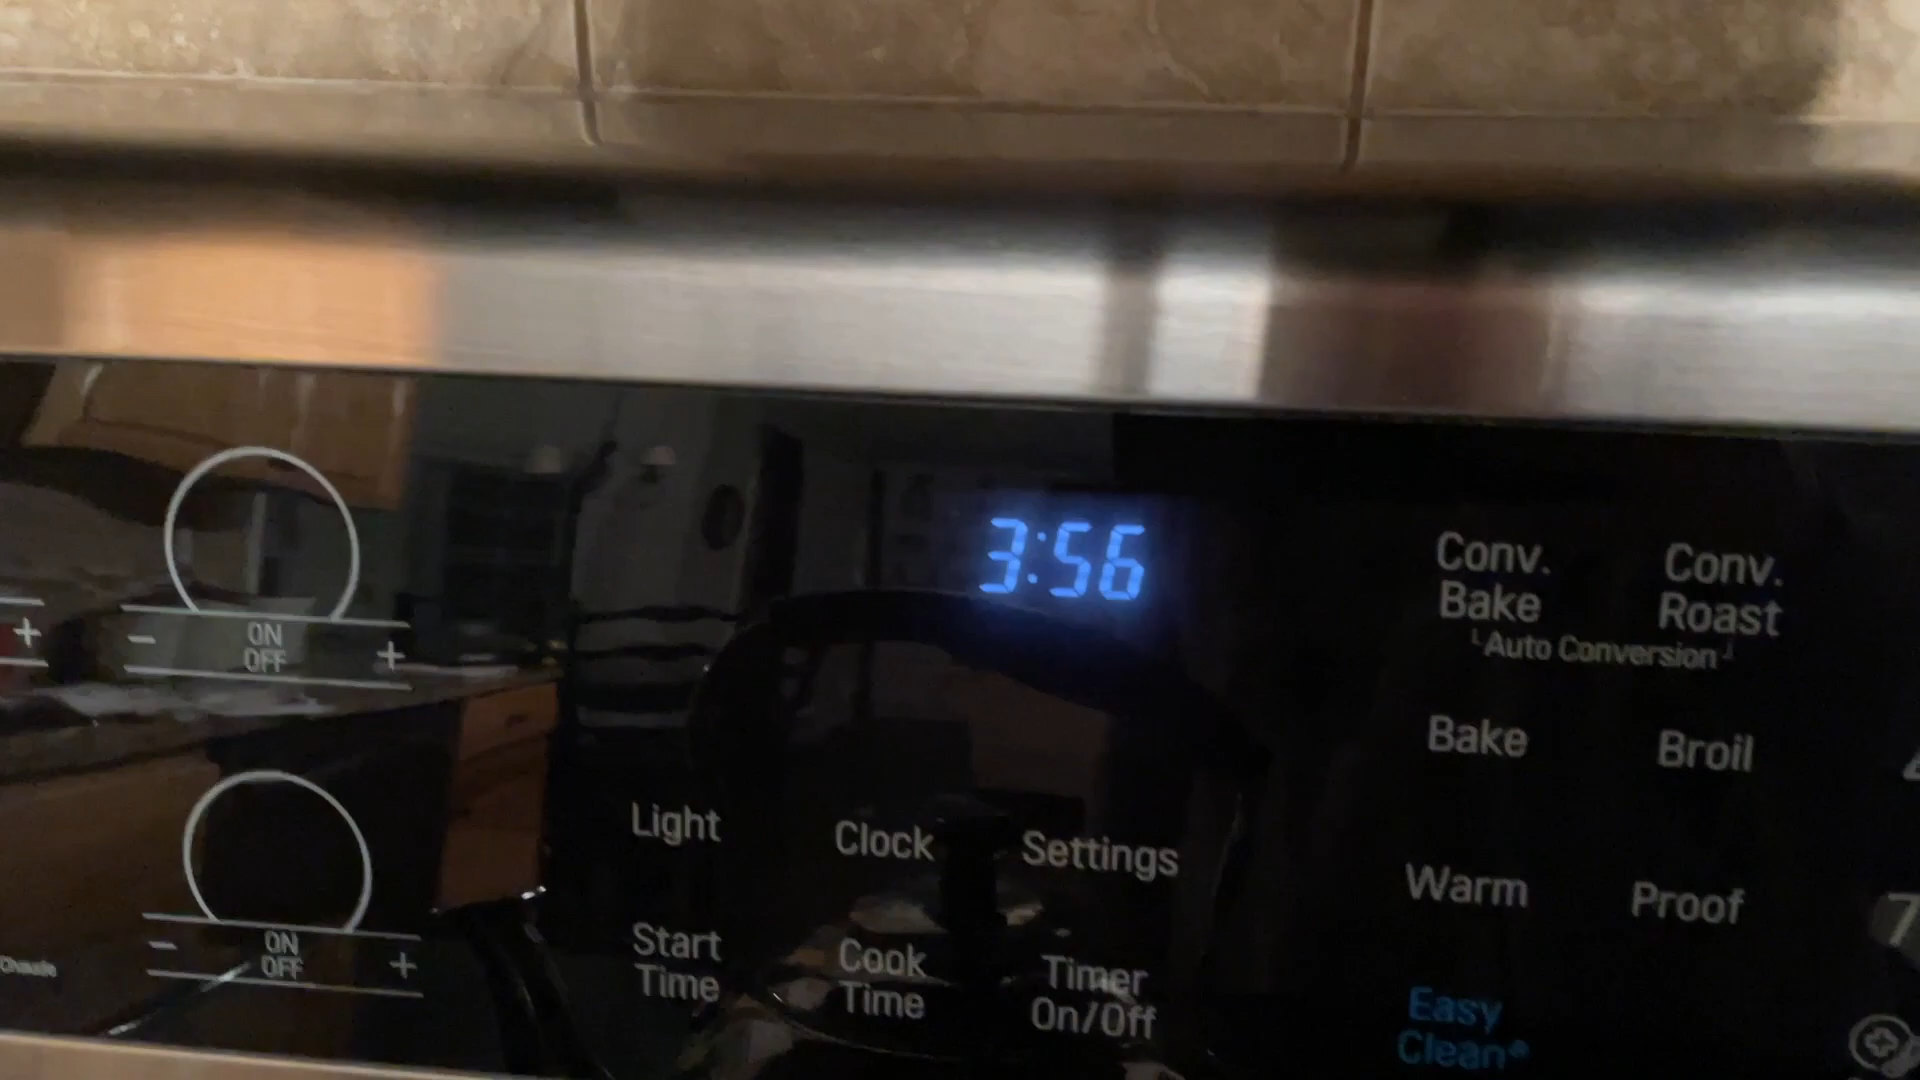 3:56
Conv. Bake
Conv. Roast
Auto Conversion
+
- ON OFF +
Bake
Broil
Light
Clock
Settings
Warm
Proof
- ON OFF +
Start Time
Cook Time
Timer On/Off
Easy Clean
7